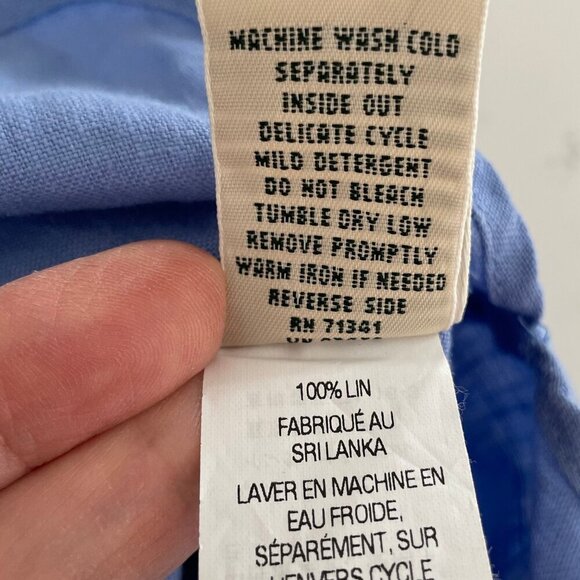 MACHINE WASH COLD
SEPARATELY
INSIDE OUT
DELICATE CYCLE
MILD DETERGENT
DO NOT BLEACH
TUMBLE DRY LOW
REMOVE PROMPTLY
WARM IRON IF NEEDED
REVERSE SIDE
RN 71341
100% LIN
FABRIQUÉ AU
SRI LANKA
LAVER EN MACHINE EN
EAU FROIDE,
SÉPARÉMENT, SUR
L'ENVERS CYCLE